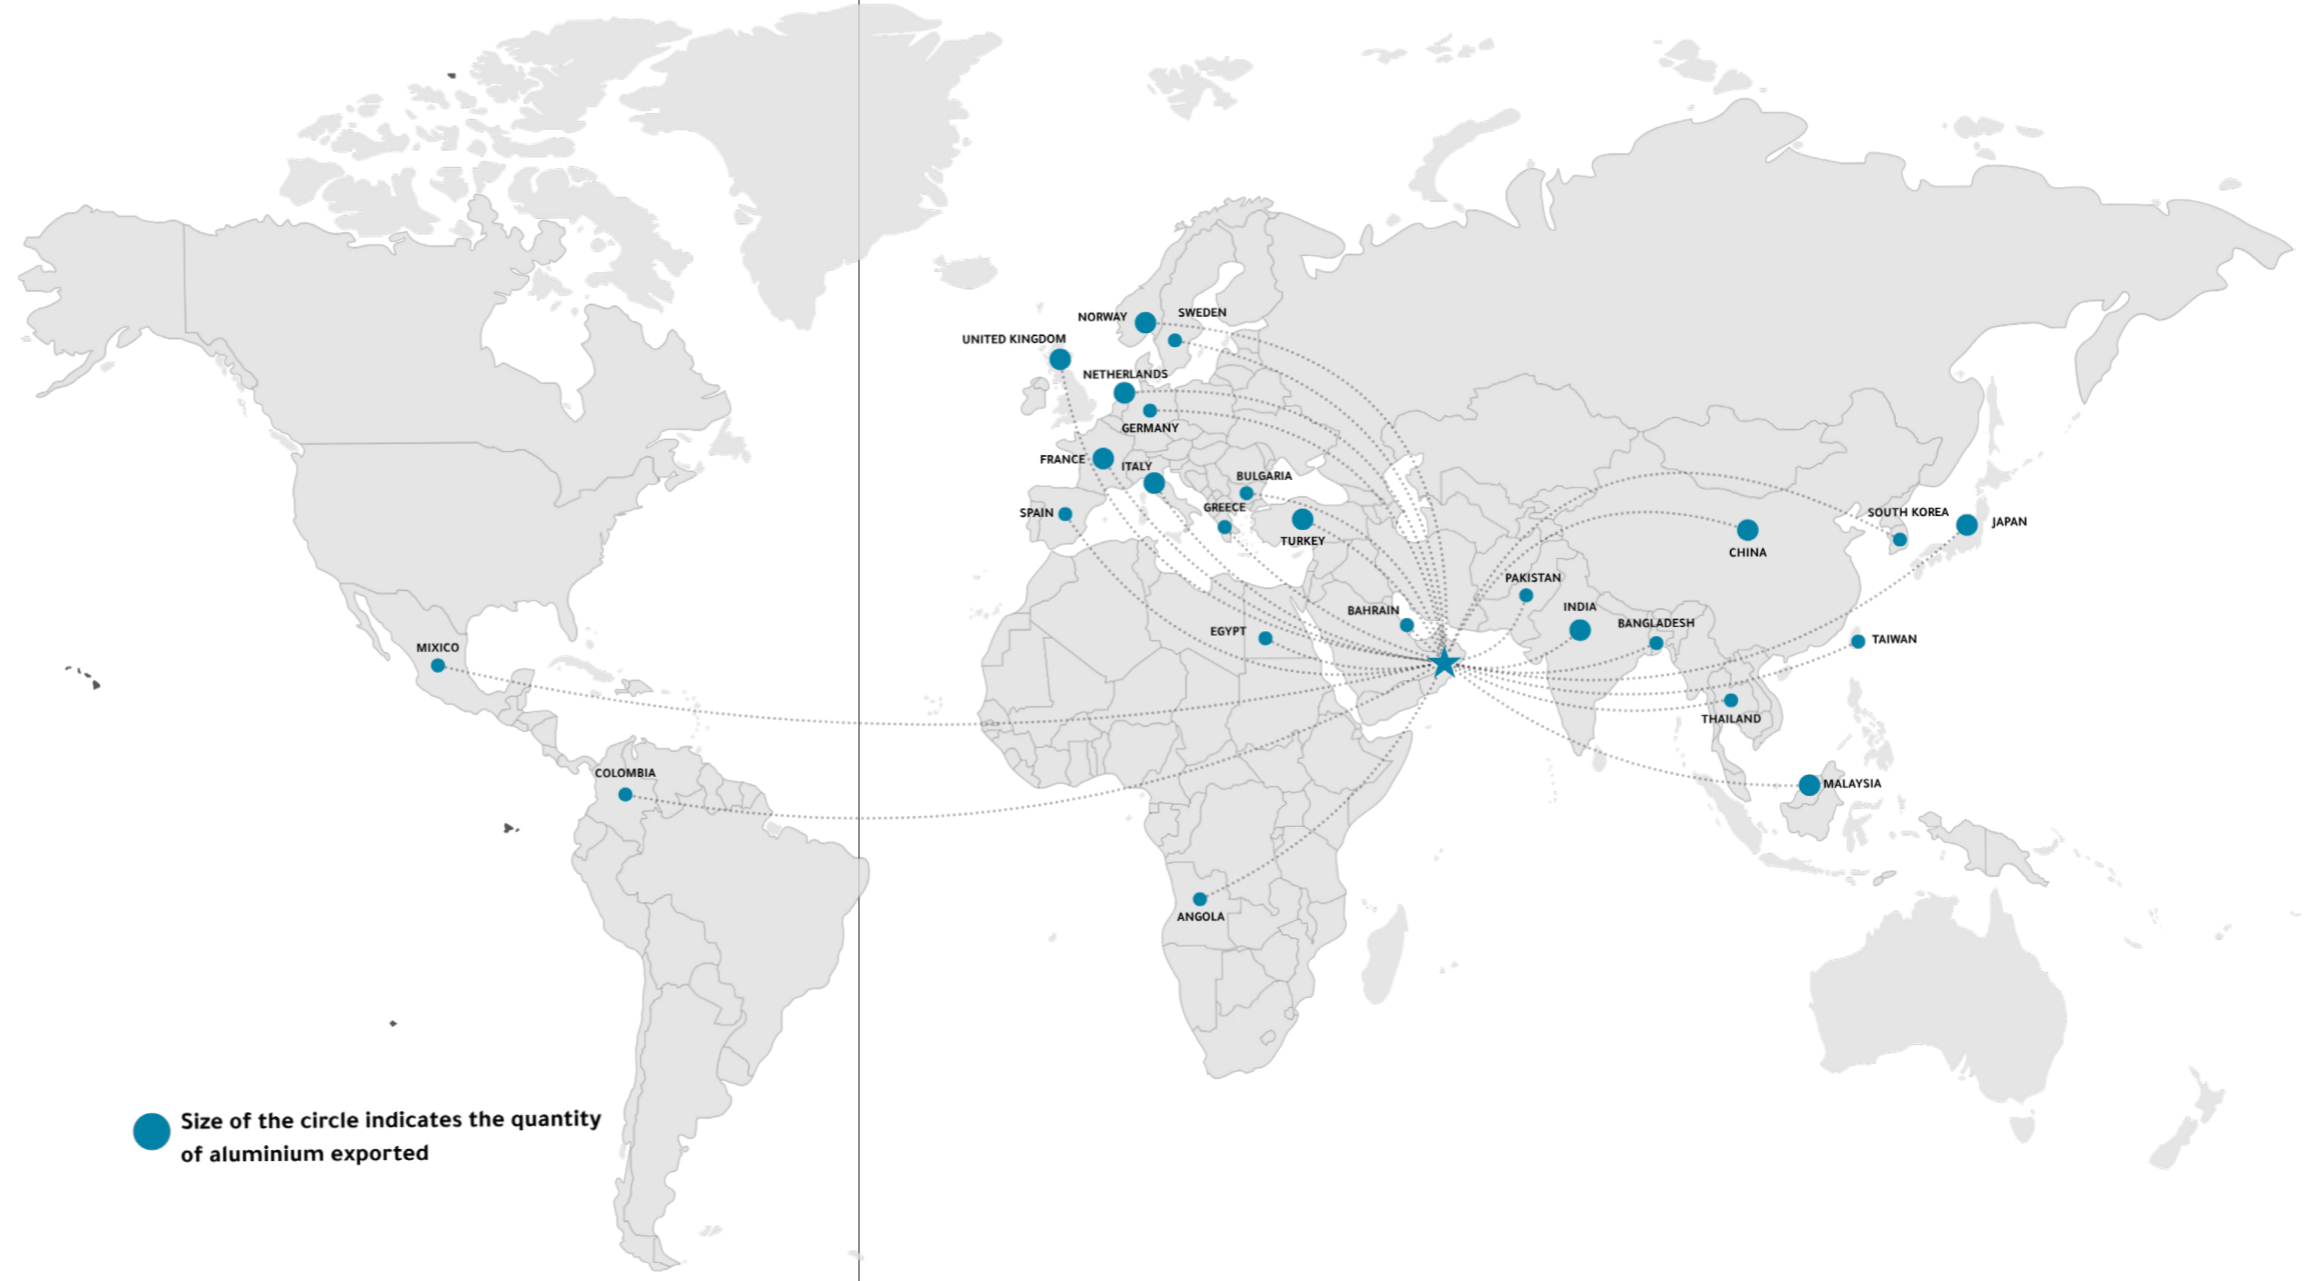 NORWAY
SWEDEN
UNITED KINGDOM
NETHERLANDS
GERMANY
FRANCE
ITALY
BULGARIA
SPAIN
GREECE
TURKEY
SOUTH KOREA
JAPAN
CHINA
PAKISTAN
INDIA
BAHRAIN
BANGLADESH
EGYPT
TAIWAN
MIXICO
THAILAND
COLOMBIA
MALAYSIA
ANGOLA
Size of the circle indicates the quantity
of aluminium exported